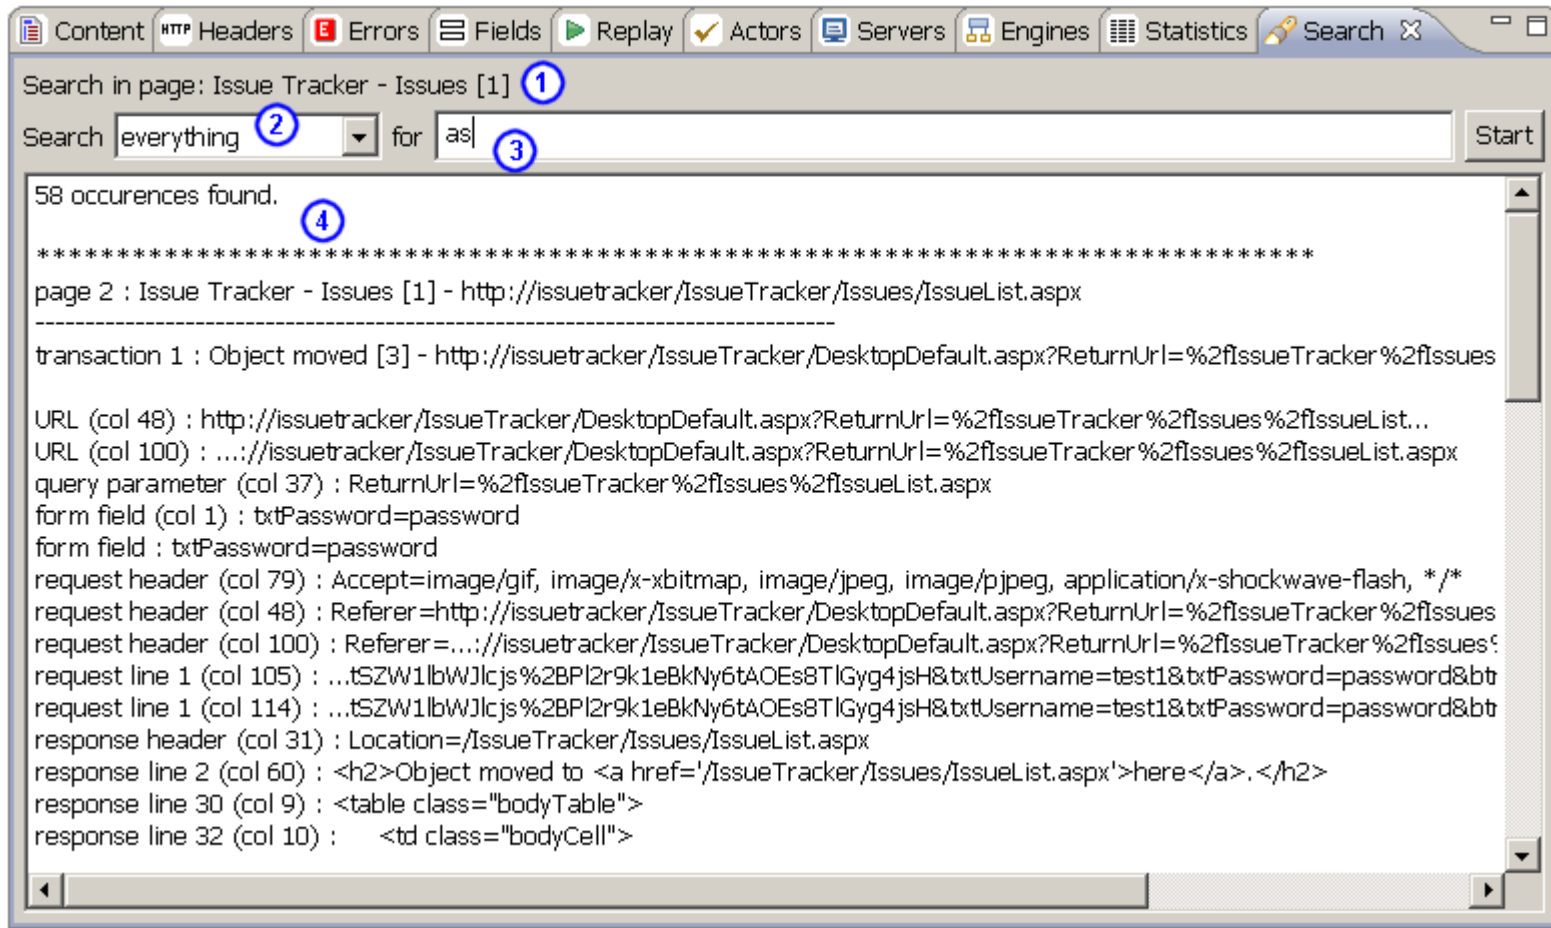 Content HTTP Headers E Errors Fields Replay Actors Servers Engines Statistics Search
Search in page: Issue Tracker - Issues [1] 1
Search everything 2 for as 3 Start
58 occurences found.
4
********************************************************************************
page 2 : Issue Tracker - Issues [1] - http://issuetracker/IssueTracker/Issues/IssueList.aspx
--------------------------------------------------------------------------------
transaction 1 : Object moved [3] - http://issuetracker/IssueTracker/DesktopDefault.aspx?ReturnUrl=%2fIssueTracker%2fIssues
URL (col 48) : http://issuetracker/IssueTracker/DesktopDefault.aspx?ReturnUrl=%2fIssueTracker%2fIssues%2fIssueList...
URL (col 100) : ...://issuetracker/IssueTracker/DesktopDefault.aspx?ReturnUrl=%2fIssueTracker%2fIssues%2fIssueList.aspx
query parameter (col 37) : ReturnUrl=%2fIssueTracker%2fIssues%2fIssueList.aspx
form field (col 1) : txtPassword=password
form field : txtPassword=password
request header (col 79) : Accept=image/gif, image/x-xbitmap, image/jpeg, image/pjpeg, application/x-shockwave-flash, */*
request header (col 48) : Referer=http://issuetracker/IssueTracker/DesktopDefault.aspx?ReturnUrl=%2fIssueTracker%2fIssues
request header (col 100) : Referer=...://issuetracker/IssueTracker/DesktopDefault.aspx?ReturnUrl=%2fIssueTracker%2fIssues%
request line 1 (col 105) : ...tSZW1lbWJlcjs%2BPl2r9k1eBkNy6tAOEs8TlGyg4jsH&txtUsername=test1&txtPassword=password&bt
request line 1 (col 114) : ...tSZW1lbWJlcjs%2BPl2r9k1eBkNy6tAOEs8TlGyg4jsH&txtUsername=test1&txtPassword=password&bt
response header (col 31) : Location=/IssueTracker/Issues/IssueList.aspx
response line 2 (col 60) : <h2>Object moved to <a href='/IssueTracker/Issues/IssueList.aspx'>here</a>.</h2>
response line 30 (col 9) : <table class="bodyTable">
response line 32 (col 10) :     <td class="bodyCell">